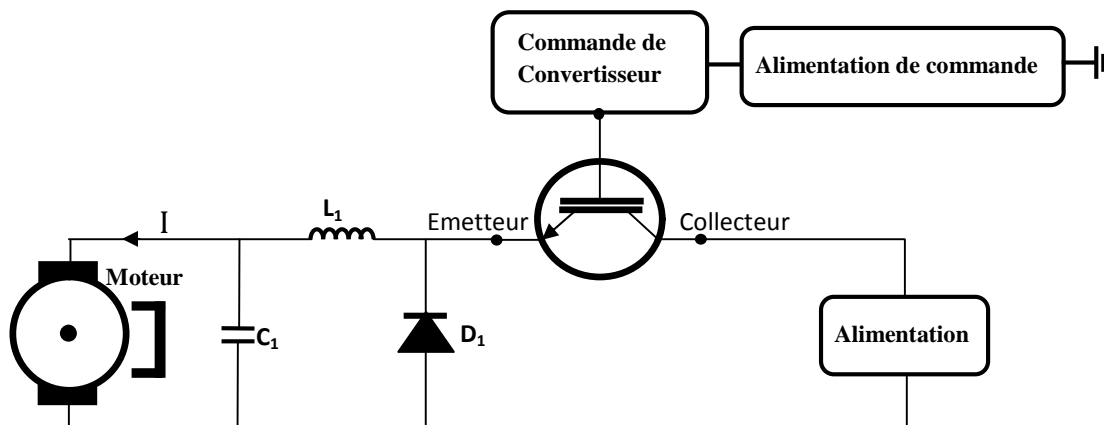 Commande de
Convertisseur
Alimentation de commande
I
L₁
Emetteur
Collecteur
Moteur
C₁
D₁
Alimentation